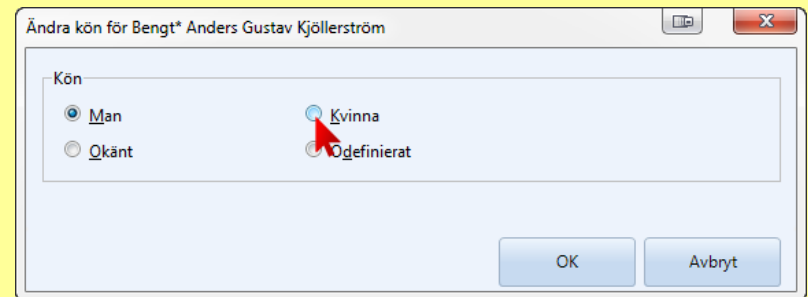 Ändra kön för Bengt* Anders Gustav Kjöllerström
Kön
Man Kvinna
Okänt Odefinierat
OK Avbryt